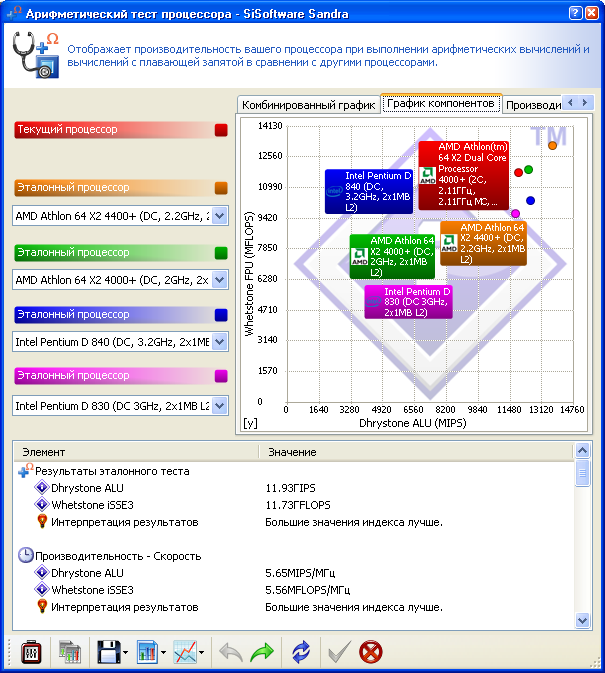 Арифметический тест процессора - SiSoftware Sandra
Отображает производительность вашего процессора при выполнении арифметических вычислений и
вычислений с плавающей запятой в сравнении с другими процессорами.
Текущий процессор
Эталонный процессор
AMD Athlon 64 X2 4400+ (DC, 2.2GHz, 2
Эталонный процессор
AMD Athlon 64 X2 4000+ (DC, 2GHz, 2x
Эталонный процессор
Intel Pentium D 840 (DC, 3.2GHz, 2x1ME
Эталонный процессор
Intel Pentium D 830 (DC 3GHz, 2x1MB L2
Комбинированный график
График компонентов
Производи
TM
14130
12560
10990
9420
7850
6280
4710
3140
1570
0
Whetstone FPU (MFLOPS)
Intel Pentium D
840 (DC,
3.2GHz, 2x1MB
L2)
AMD Athlon(tm)
64 X2 Dual Core
Processor
4000+ (2C,
2.11ГГц,
2.11ГГц MC, ...
AMD
AMD Athlon 64
X2 4000+ (DC,
2GHz, 2x1MB
L2)
AMD
AMD Athlon 64
X2 4400+ (DC,
2.2GHz, 2x1MB
L2)
AMD
Intel Pentium D
830 (DC 3GHz,
2x1MB L2)
0 1640 3280 4920 6560 8200 9840 11480 13120 14760
[y]
Dhrystone ALU (MIPS)
Элемент Значение
Результаты эталонного теста
Dhrystone ALU 11.93ГIPS
Whetstone iSSE3 11.73ГFLOPS
Интерпретация результатов Большие значения индекса лучше.
Производительность - Скорость
Dhrystone ALU 5.65MIPS/МГц
Whetstone iSSE3 5.56MFLOPS/МГц
Интерпретация результатов Большие значения индекса лучше.